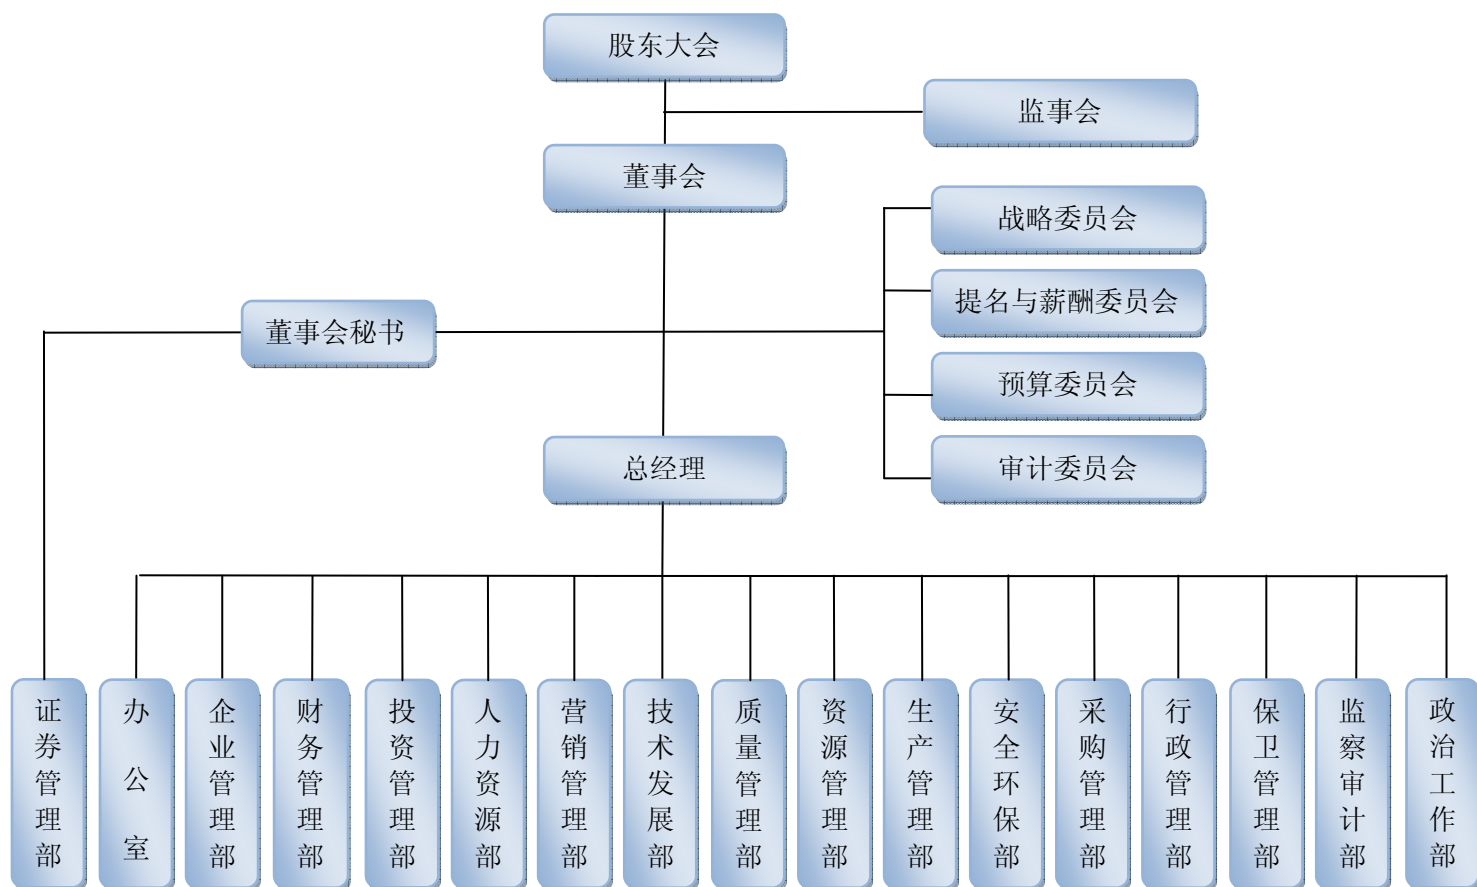 股东大会
监事会
董事会
战略委员会
提名与薪酬委员会
董事会秘书
预算委员会
总经理
审计委员会
证券管理部
办公室
企业管理部
财务管理部
投资管理部
人力资源部
营销管理部
技术发展部
质量管理部
资源管理部
生产管理部
安全环保部
采购管理部
行政管理部
保卫管理部
监察审计部
政治工作部